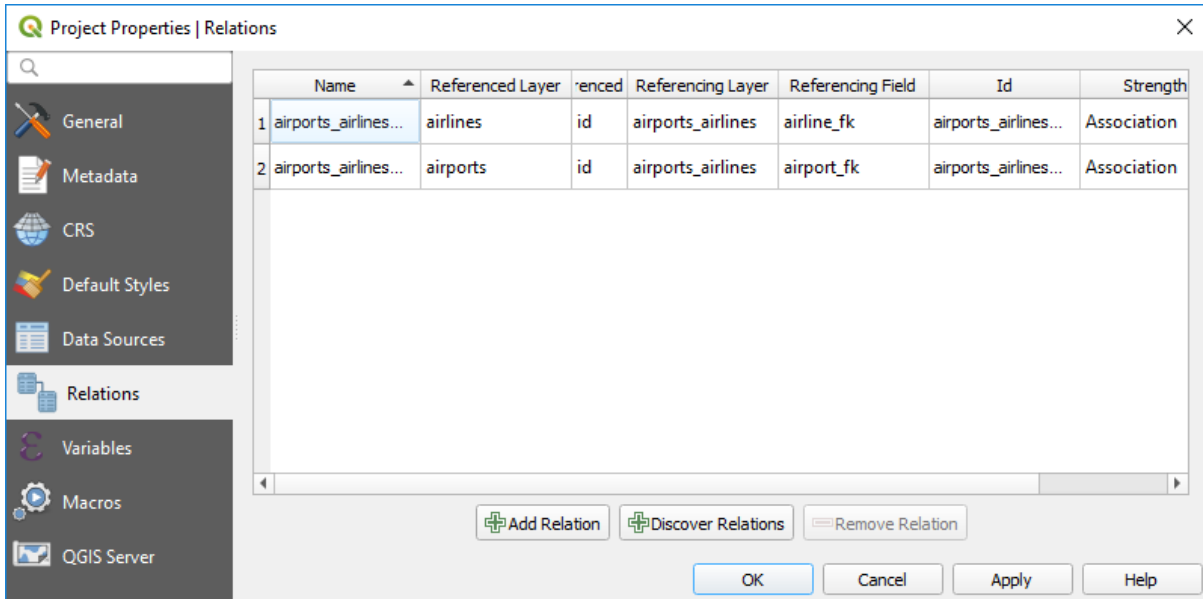 Project Properties | Relations
General
Metadata
CRS
Default Styles
Data Sources
Relations
Variables
Macros
QGIS Server
Name Referenced Layer renced Referencing Layer Referencing Field Id Strength
1 airports_airlines... airlines id airports_airlines airline_fk airports_airlines... Association
2 airports_airlines... airports id airports_airlines airport_fk airports_airlines... Association
Add Relation Discover Relations Remove Relation
OK Cancel Apply Help